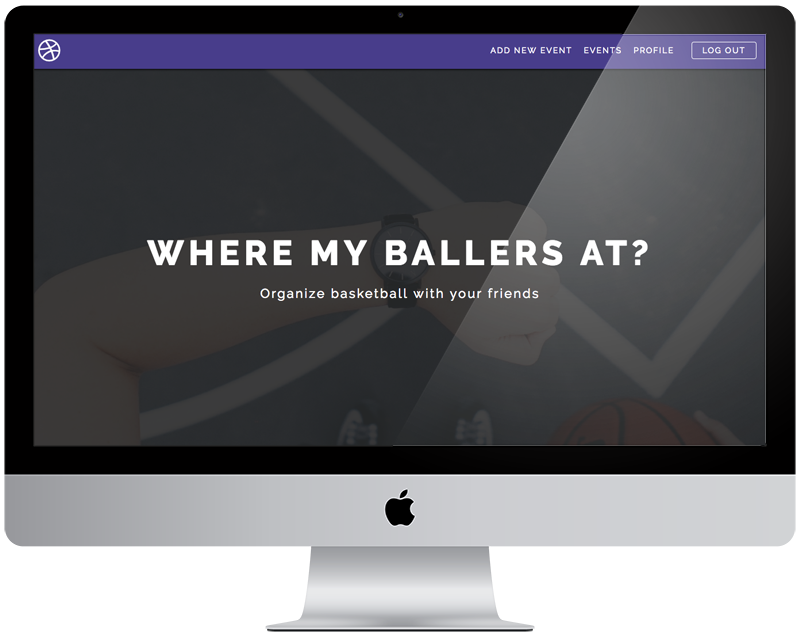 ADD NEW EVENT EVENTS PROFILE LOG OUT
WHERE MY BALLERS AT?
Organize basketball with your friends